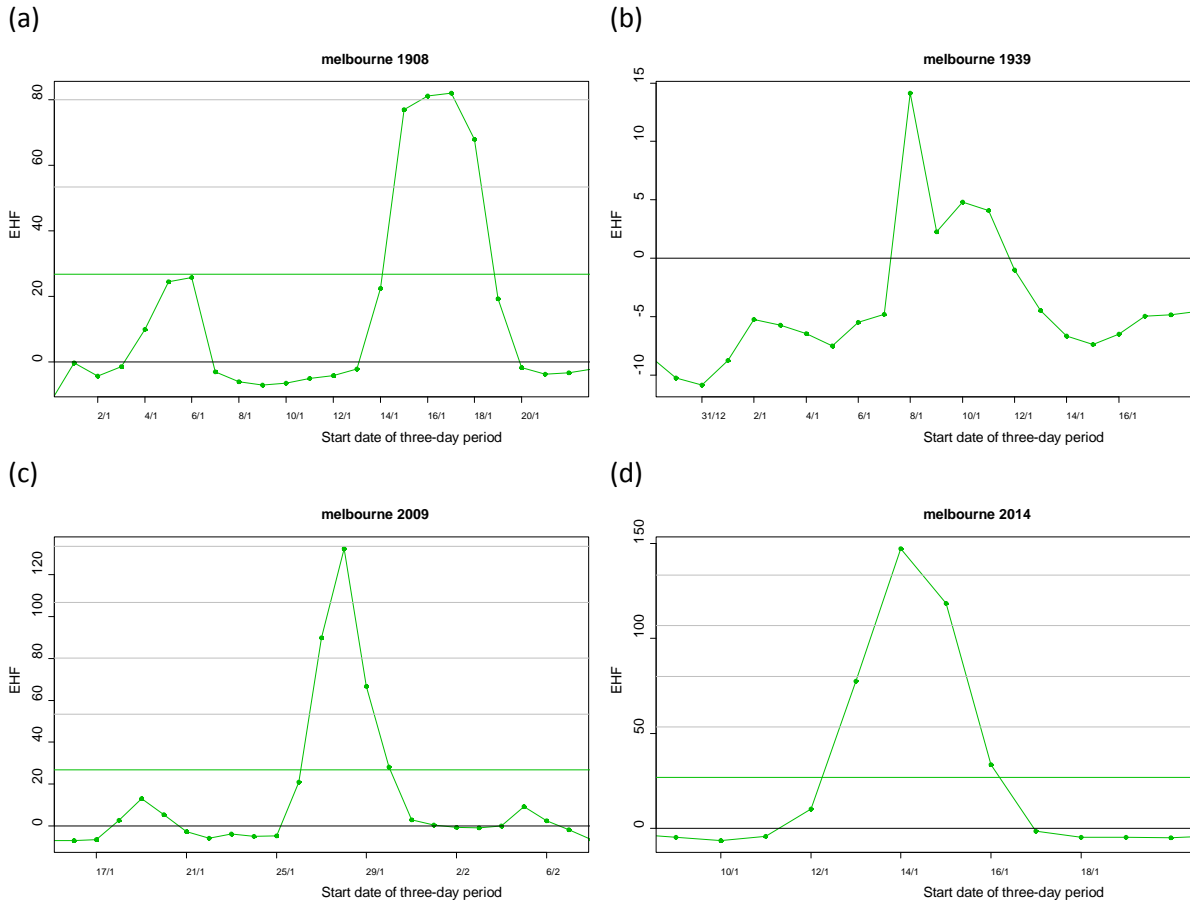 (a)
melbourne 1908
EHF
80
60
40
20
0
2/1 4/1 6/1 8/1 10/1 12/1 14/1 16/1 18/1 20/1
Start date of three-day period
(b)
melbourne 1939
EHF
15
10
5
0
-5
-10
31/12 2/1 4/1 6/1 8/1 10/1 12/1 14/1 16/1
Start date of three-day period
(c)
melbourne 2009
EHF
120
100
80
60
40
20
0
17/1 21/1 25/1 29/1 2/2 6/2
Start date of three-day period
(d)
melbourne 2014
EHF
150
100
50
0
10/1 12/1 14/1 16/1 18/1
Start date of three-day period